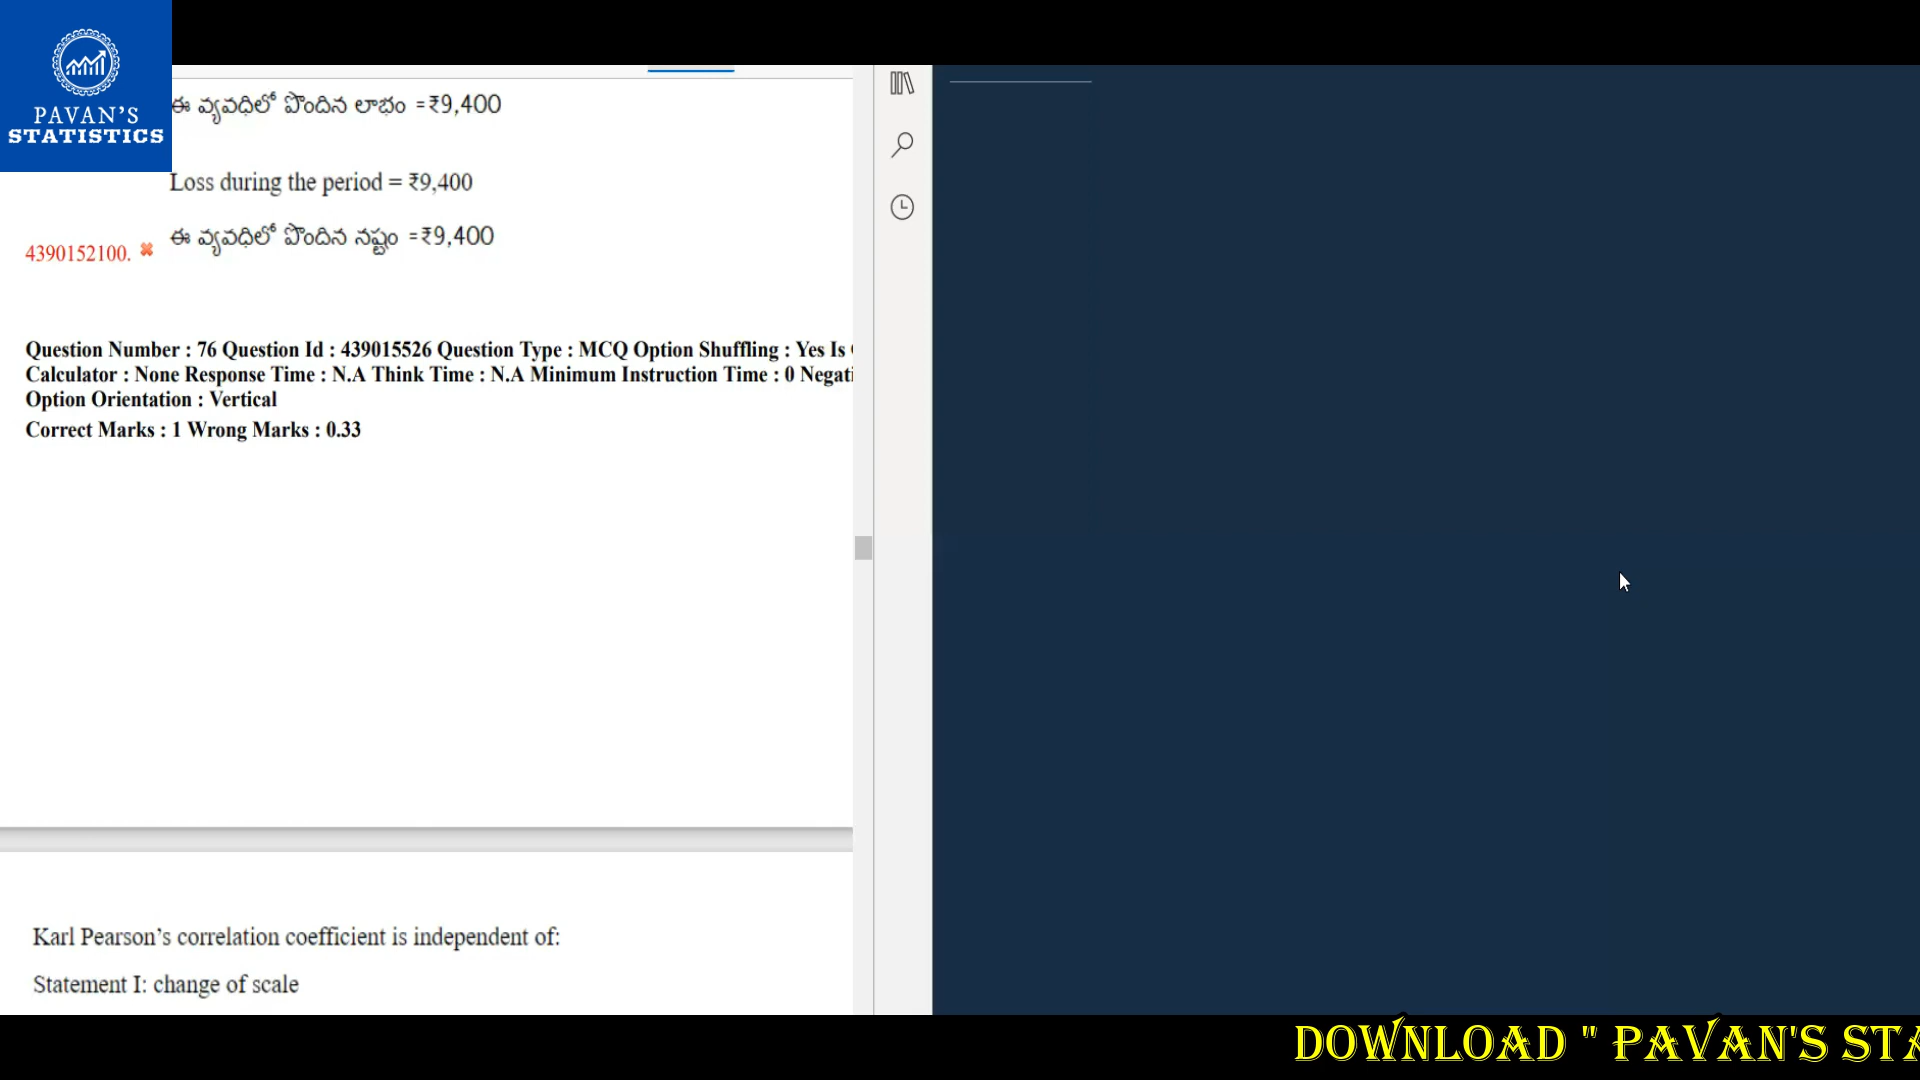 PAVAN'S
STATISTICS
ఈ వ్యవధిలో పొందిన లాభం =₹9,400
Loss during the period = ₹9,400
ఈ వ్యవధిలో పొందిన నష్టం =₹9,400
4390152100.
Question Number : 76 Question Id : 439015526 Question Type : MCQ Option Shuffling : Yes Is
Calculator : None Response Time : N.A Think Time : N.A Minimum Instruction Time : 0 Negati
Option Orientation : Vertical
Correct Marks : 1 Wrong Marks : 0.33
Karl Pearson’s correlation coefficient is independent of:
Statement I: change of scale
DOWNLOAD " PAVAN'S STA